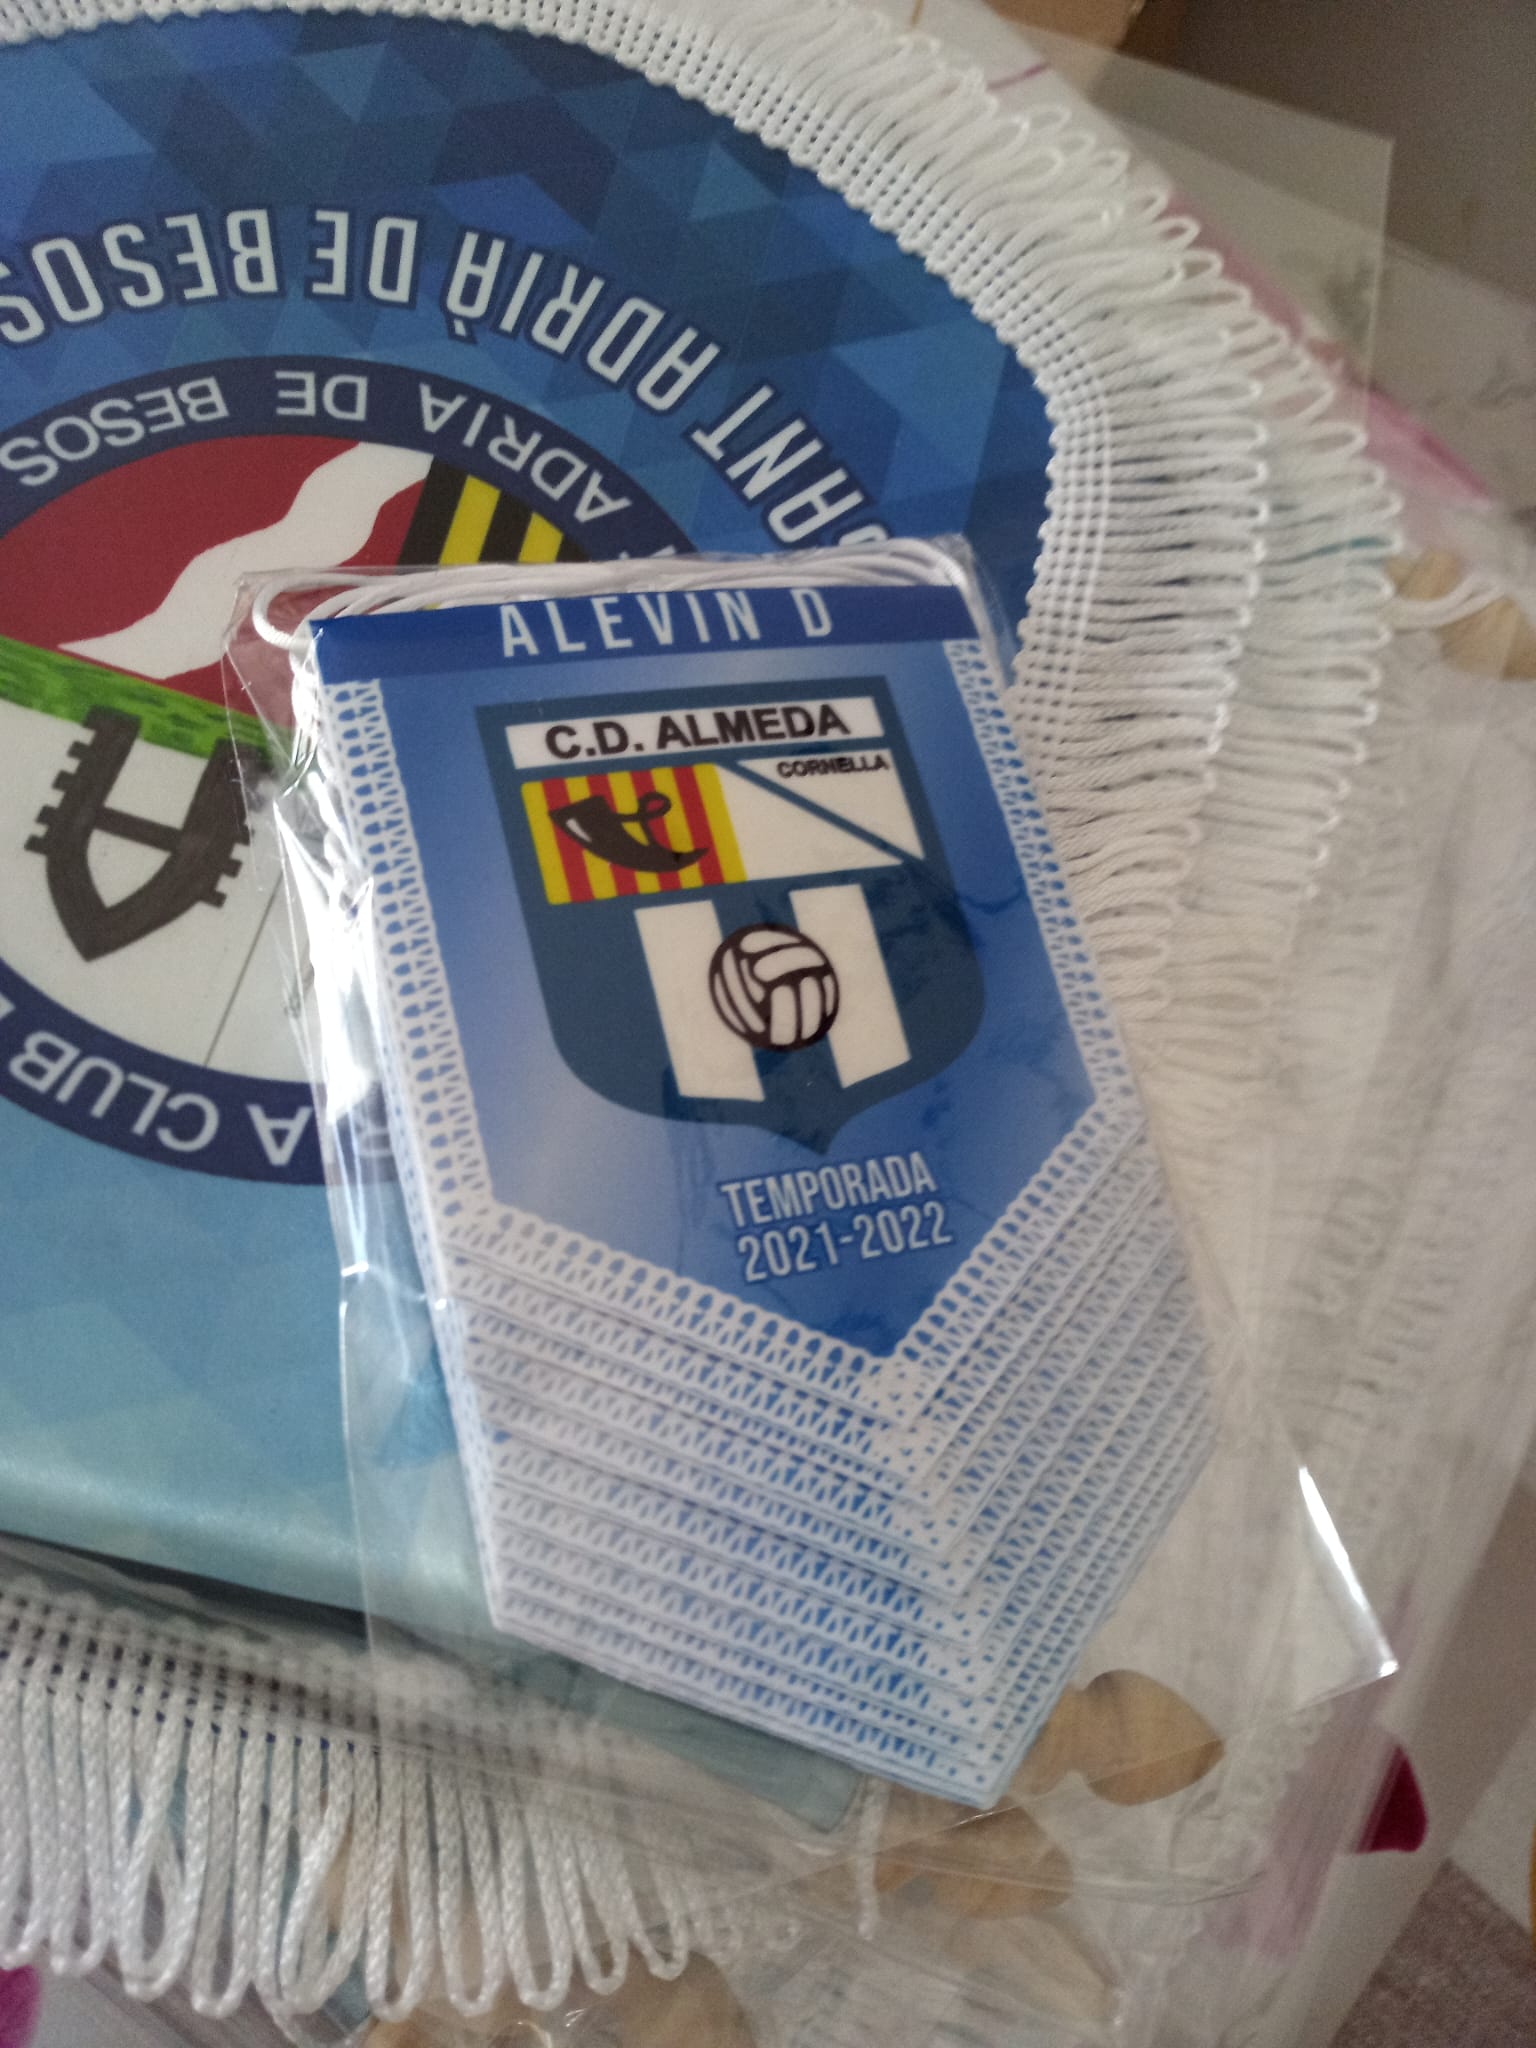 SANT ADRIÀ DE BESOS
ADRIA DE BESOS
CLUB
ALEVIN D
C.D. ALMEDA
CORNELLA
TEMPORADA
2021-2022